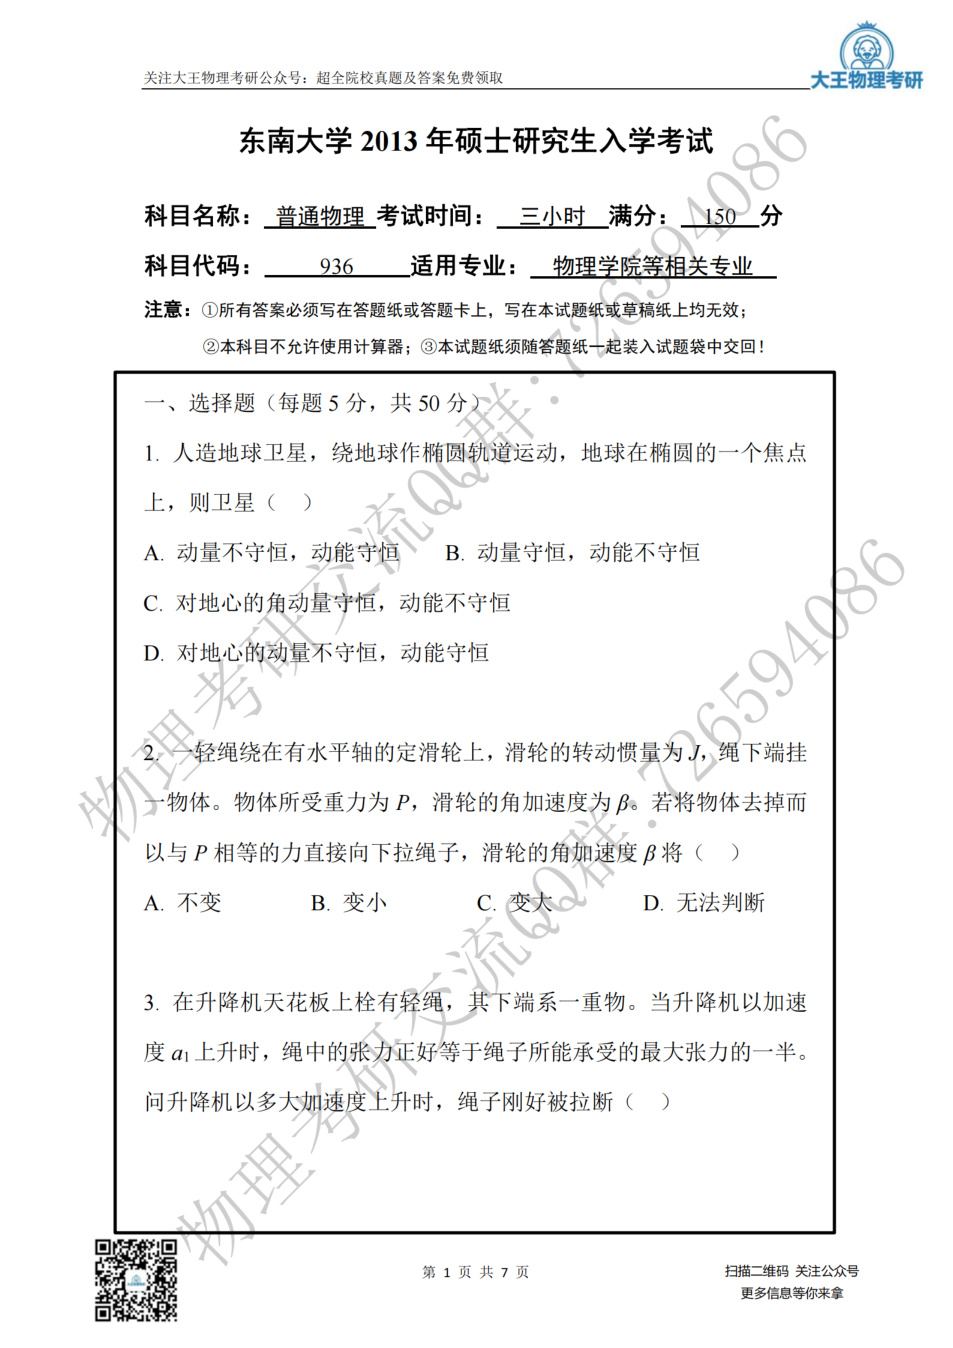 关注大王物理考研公众号：超全院校真题及答案免费领取
大王物理考研
东南大学 2013 年硕士研究生入学考试
科目名称： 普通物理 考试时间： 三小时 满分： 150 分
科目代码： 936 适用专业： 物理学院等相关专业
注意：①所有答案必须写在答题纸或答题卡上，写在本试题纸或草稿纸上均无效；
②本科目不允许使用计算器；③本试题纸须随答题纸一起装入试题袋中交回！
一、选择题（每题 5 分，共 50 分）
1. 人造地球卫星，绕地球作椭圆轨道运动，地球在椭圆的一个焦点
上，则卫星（ ）
A. 动量不守恒，动能守恒 B. 动量守恒，动能不守恒
C. 对地心的角动量守恒，动能不守恒
D. 对地心的动量不守恒，动能守恒
2. 一轻绳绕在有水平轴的定滑轮上，滑轮的转动惯量为 J，绳下端挂
一物体。物体所受重力为 P，滑轮的角加速度为 β。若将物体去掉而
以与 P 相等的力直接向下拉绳子，滑轮的角加速度 β 将（ ）
A. 不变 B. 变小 C. 变大 D. 无法判断
3. 在升降机天花板上栓有轻绳，其下端系一重物。当升降机以加速
度 a₁ 上升时，绳中的张力正好等于绳子所能承受的最大张力的一半。
问升降机以多大加速度上升时，绳子刚好被拉断（ ）
物理考研交流QQ群：726594086
物理考研交流QQ群：726594086
第 1 页 共 7 页
扫描二维码 关注公众号
更多信息等你来拿